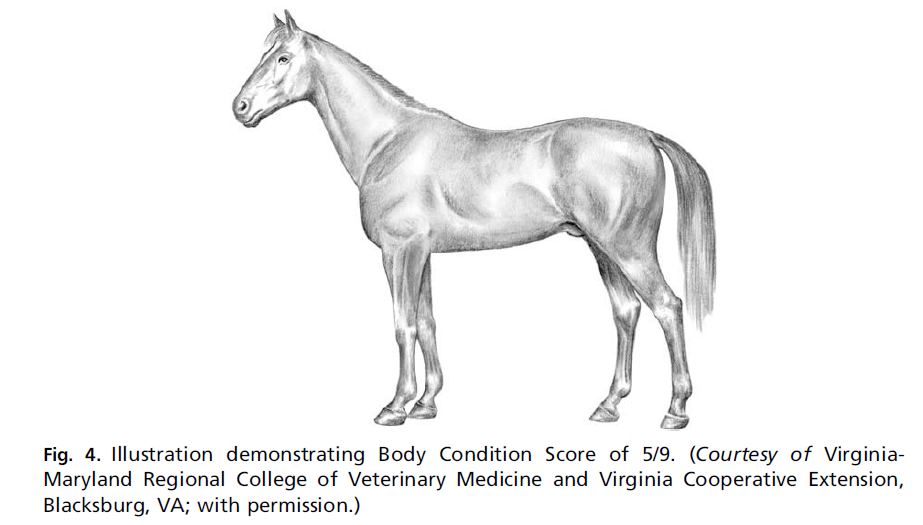 Fig. 4. Illustration demonstrating Body Condition Score of 5/9. (Courtesy of Virginia-
Maryland Regional College of Veterinary Medicine and Virginia Cooperative Extension,
Blacksburg, VA; with permission.)